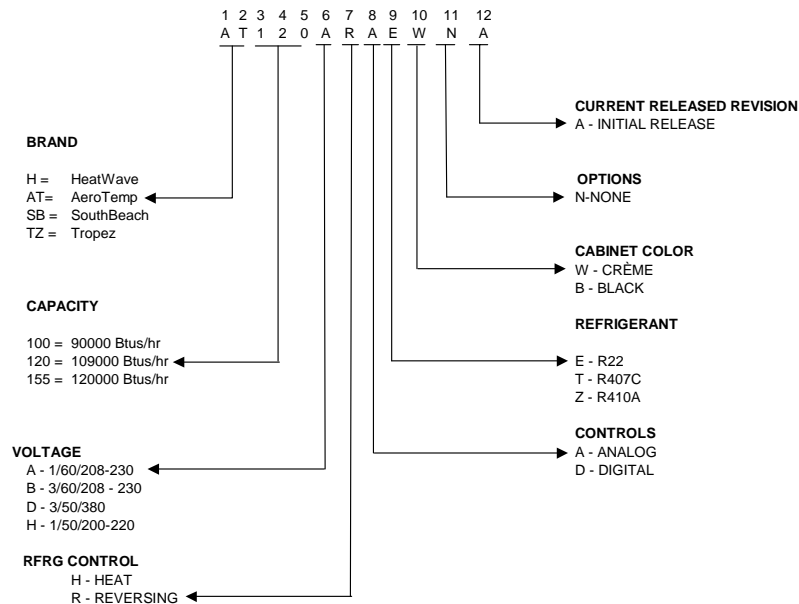 1 2 3 4 5 6 7 8 9 10 11 12
A T 1 2 0 A R A E W N A
CURRENT RELEASED REVISION
A - INITIAL RELEASE
BRAND
H = HeatWave
AT= AeroTemp
SB = SouthBeach
TZ = Tropez
OPTIONS
N-NONE
CABINET COLOR
W - CRÈME
B - BLACK
CAPACITY
100 = 90000 Btus/hr
120 = 109000 Btus/hr
155 = 120000 Btus/hr
REFRIGERANT
E - R22
T - R407C
Z - R410A
CONTROLS
A - ANALOG
D - DIGITAL
VOLTAGE
A - 1/60/208-230
B - 3/60/208 - 230
D - 3/50/380
H - 1/50/200-220
RFRG CONTROL
H - HEAT
R - REVERSING